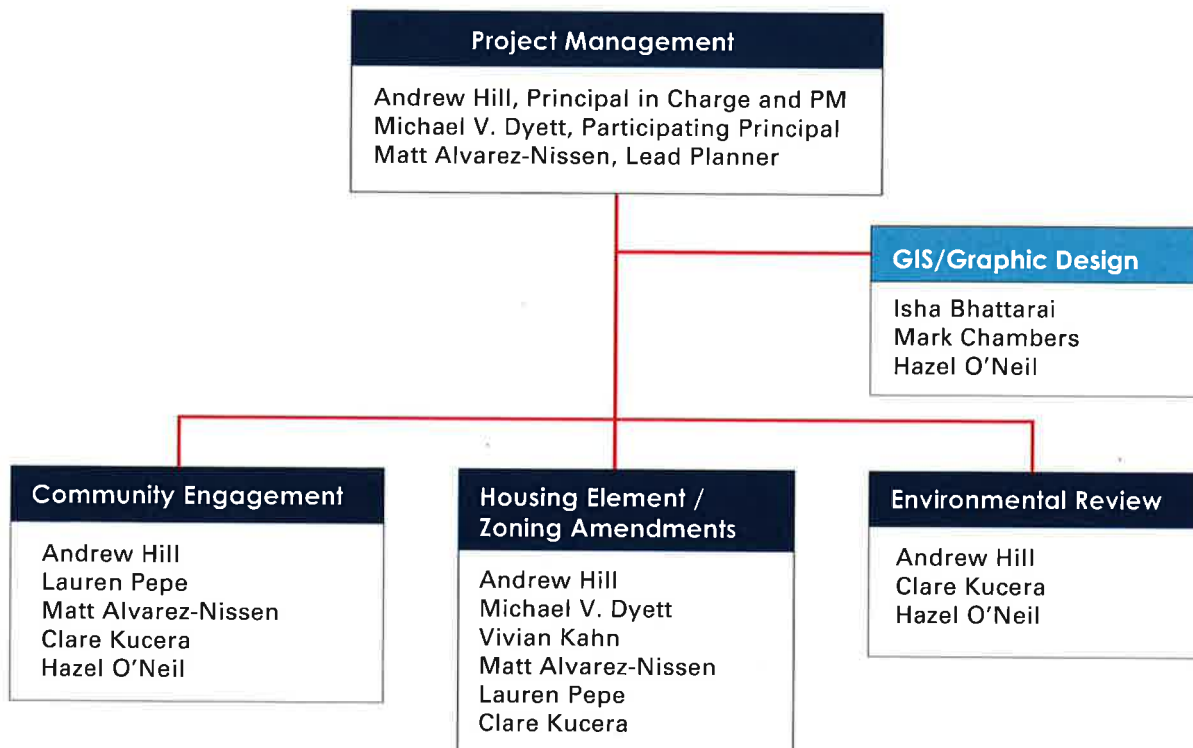 Project Management
Andrew Hill, Principal in Charge and PM
Michael V. Dyett, Participating Principal
Matt Alvarez-Nissen, Lead Planner
GIS/Graphic Design
Isha Bhattarai
Mark Chambers
Hazel O'Neil
Community Engagement
Andrew Hill
Lauren Pepe
Matt Alvarez-Nissen
Clare Kucera
Hazel O'Neil
Housing Element /
Zoning Amendments
Andrew Hill
Michael V. Dyett
Vivian Kahn
Matt Alvarez-Nissen
Lauren Pepe
Clare Kucera
Environmental Review
Andrew Hill
Clare Kucera
Hazel O'Neil